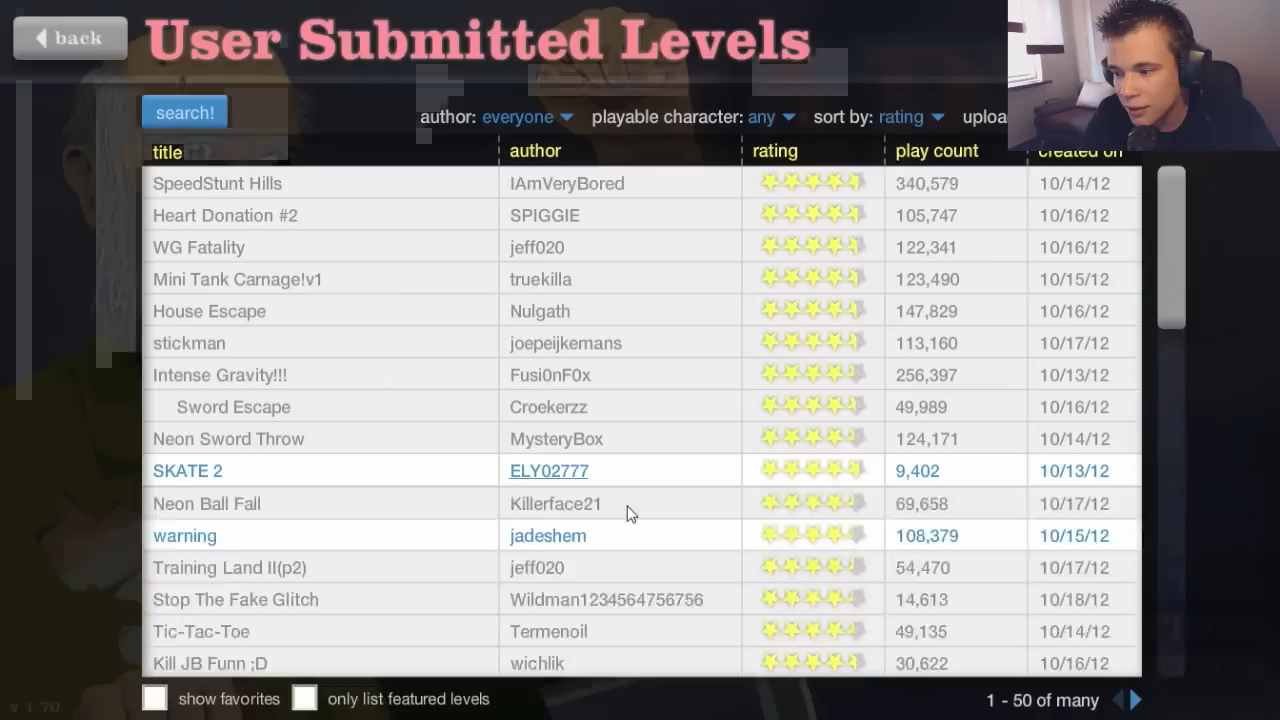 back
User Submitted Levels
search!
author: everyone playable character: any sort by: rating uploa
title author rating play count created on
SpeedStunt Hills IAmVeryBored 340,579 10/14/12
Heart Donation #2 SPIGGIE 105,747 10/16/12
WG Fatality jeff020 122,341 10/16/12
Mini Tank Carnage!v1 truekilla 123,490 10/15/12
House Escape Nulgath 147,829 10/16/12
stickman joepeijkemans 113,160 10/17/12
Intense Gravity!!! Fusi0nF0x 256,397 10/13/12
Sword Escape Croekerzz 49,989 10/16/12
Neon Sword Throw MysteryBox 124,171 10/14/12
SKATE 2 ELY02777 9,402 10/13/12
Neon Ball Fall Killerface21 69,658 10/17/12
warning jadeshem 108,379 10/15/12
Training Land II(p2) jeff020 54,470 10/17/12
Stop The Fake Glitch Wildman1234564756756 14,613 10/18/12
Tic-Tac-Toe Termenoil 49,135 10/14/12
Kill JB Funn ;D wichlik 30,622 10/16/12
show favorites only list featured levels 1 - 50 of many
v 1.70